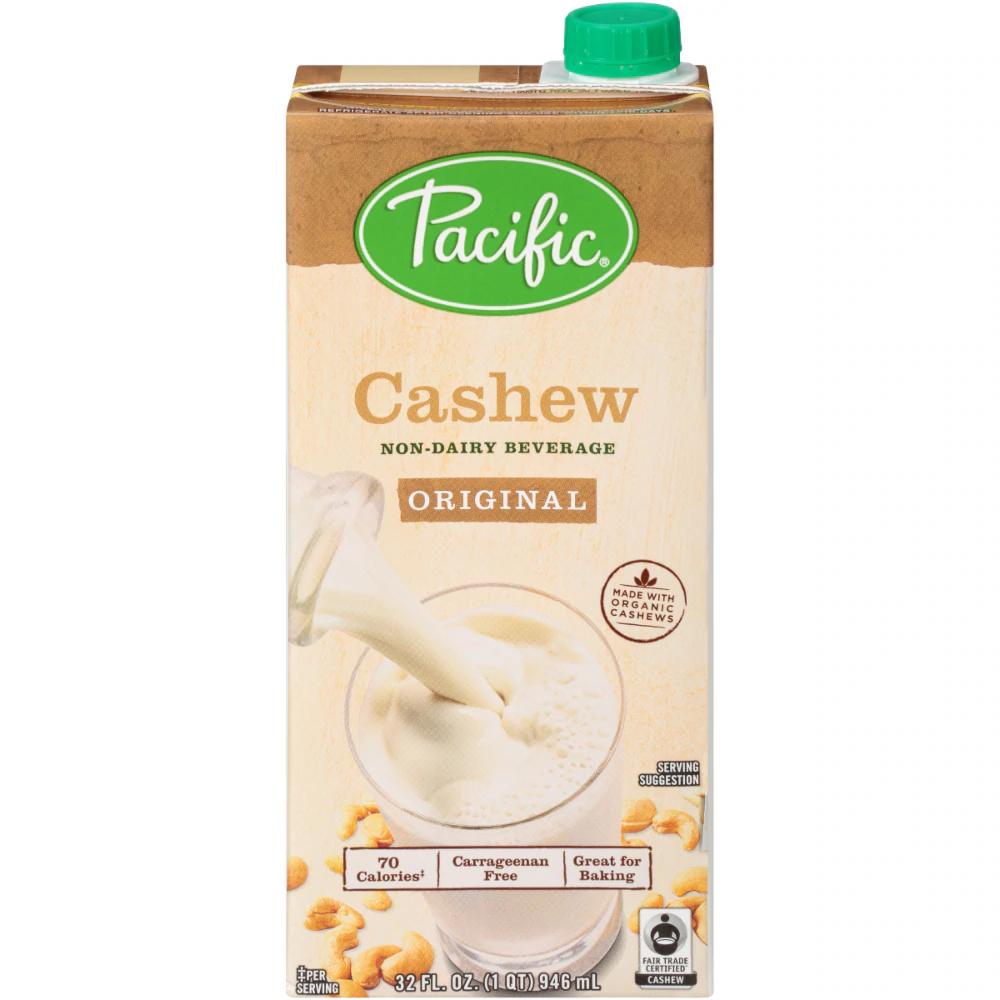 Pacific®
Cashew
NON-DAIRY BEVERAGE
ORIGINAL
MADE WITH
ORGANIC
CASHEWS
SERVING
SUGGESTION
70
Calories‡
Carrageenan
Free
Great for
Baking
FAIR TRADE
CERTIFIED
CASHEW
‡PER
SERVING
32 FL. OZ. (1 QT) 946 mL